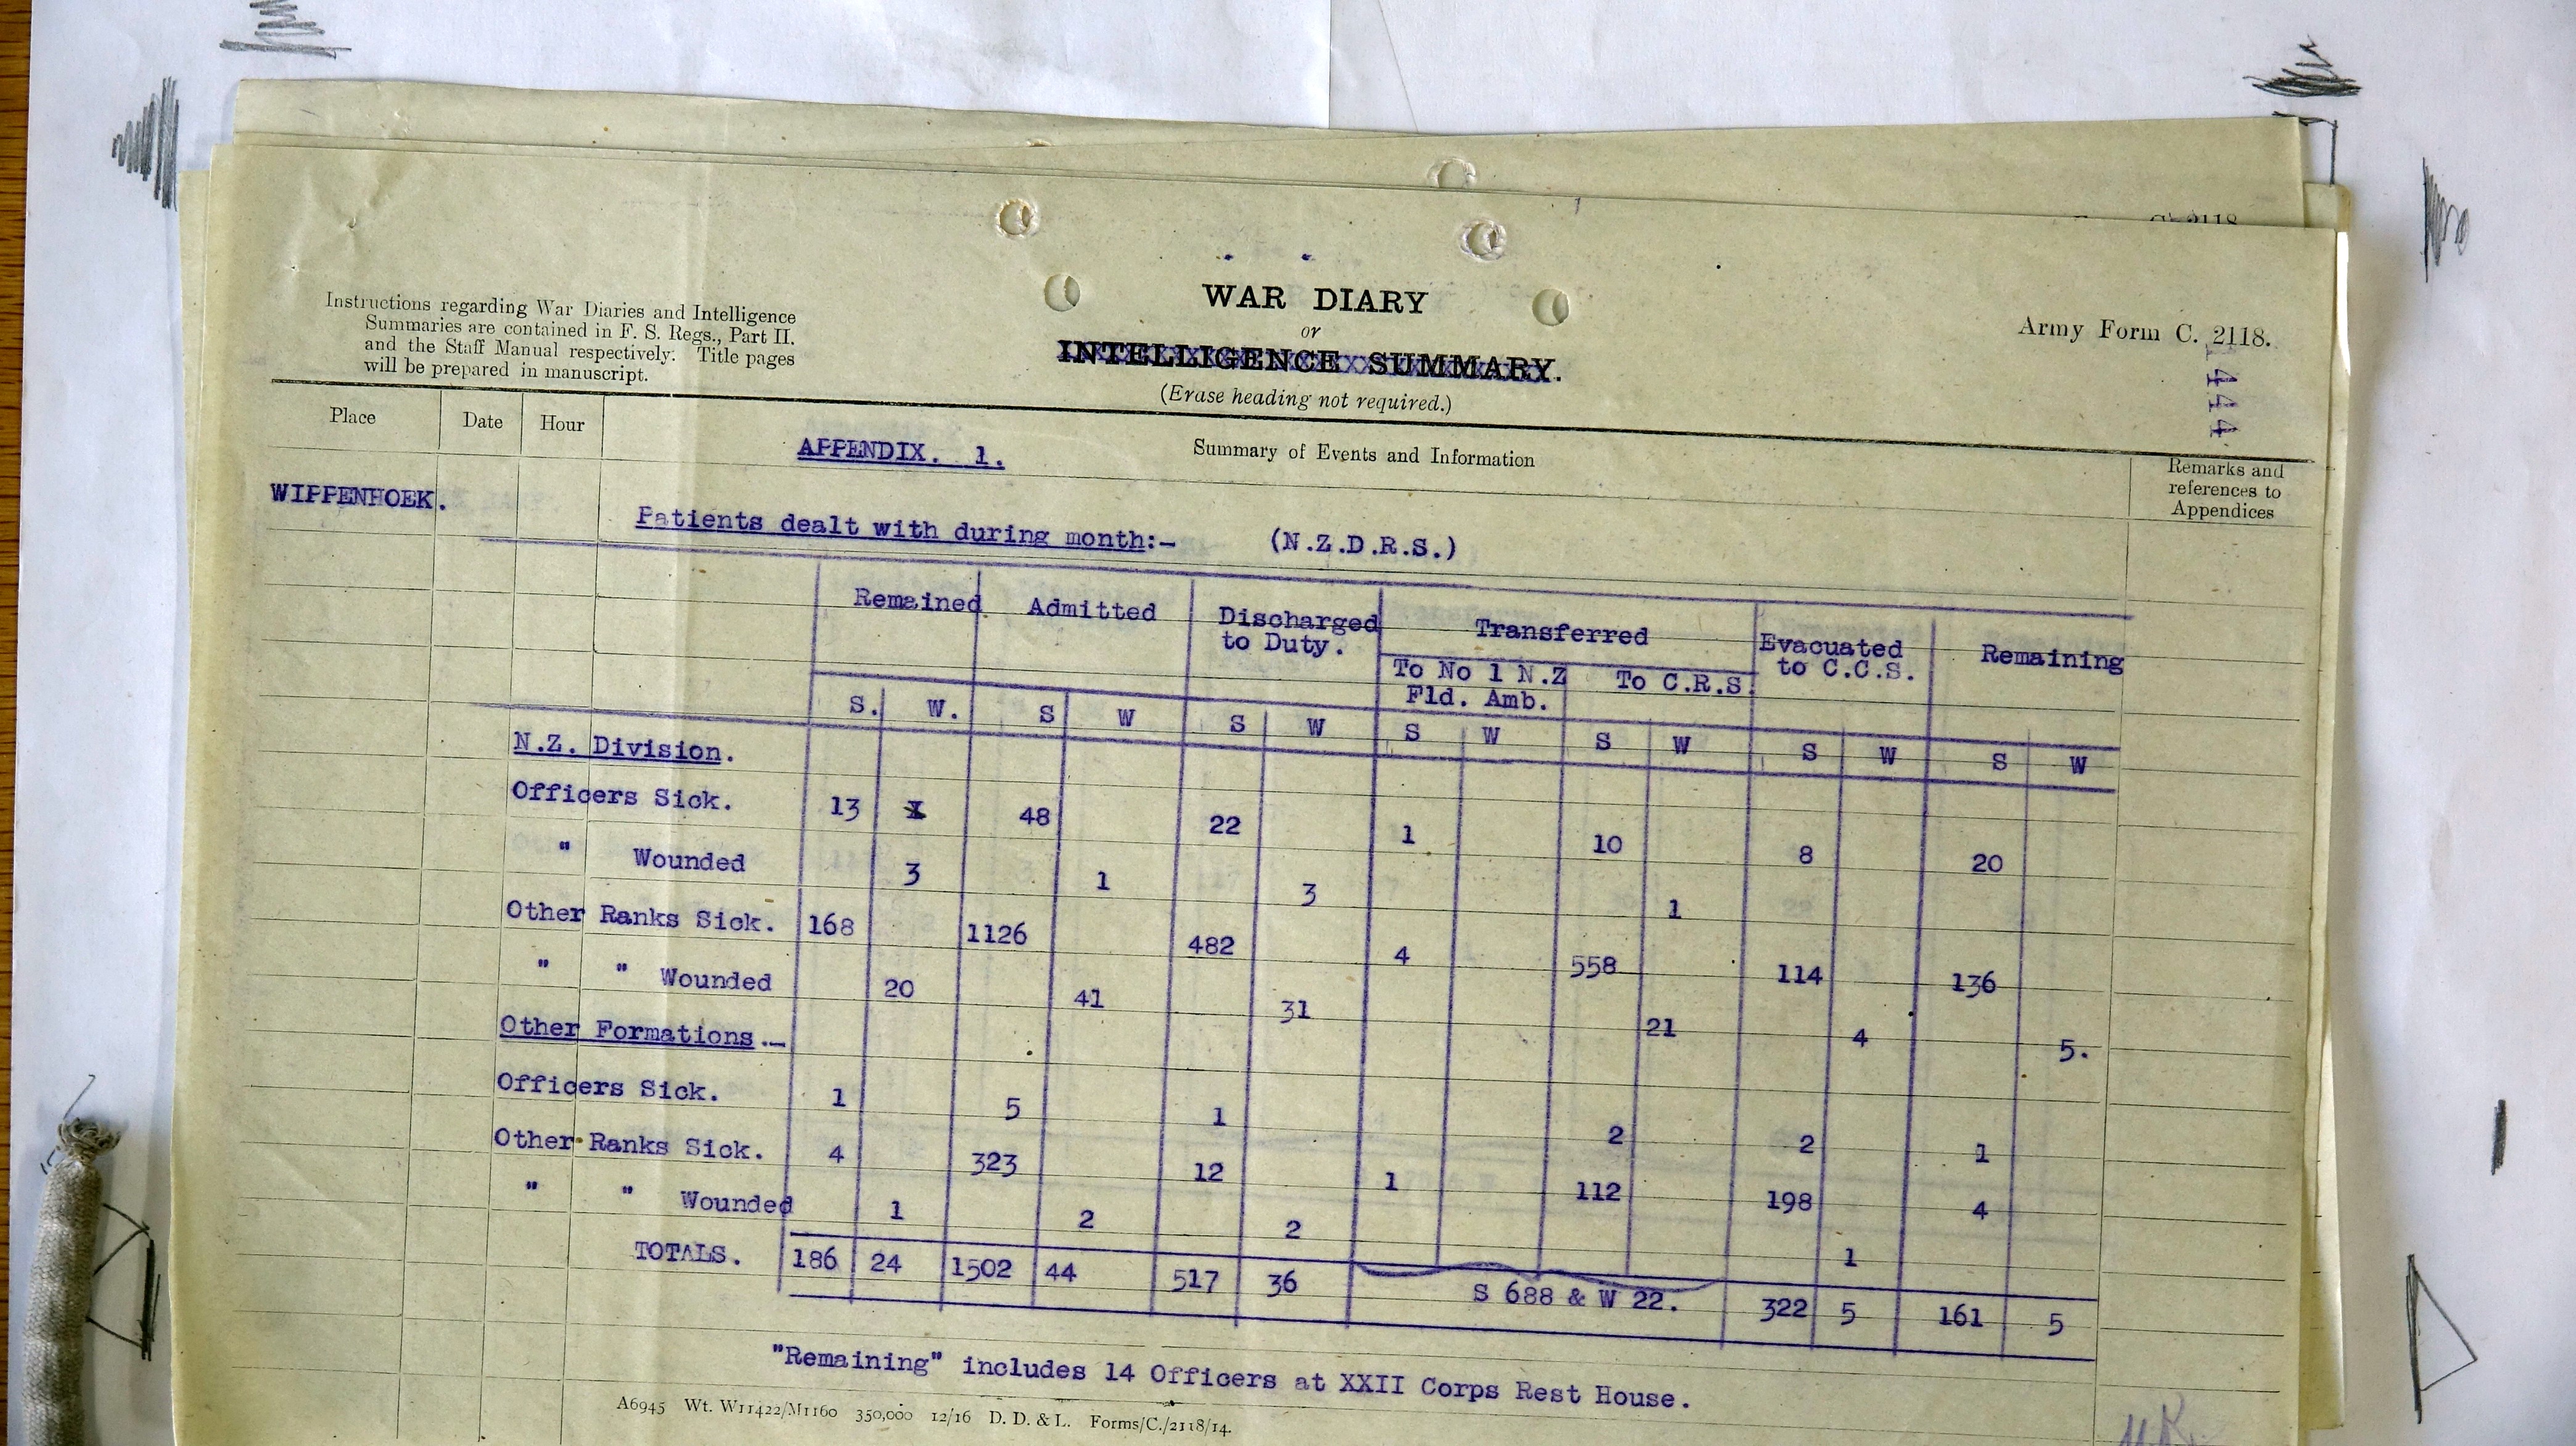 C. 2118
Instructions regarding War Diaries and Intelligence
Summaries are contained in F. S. Regs., Part II.
and the Staff Manual respectively. Title pages
will be prepared in manuscript.
WAR DIARY
or
INTELLIGENCE SUMMARY.
(Erase heading not required.)
Army Form C. 2118.
1444
Place Date Hour Summary of Events and Information Remarks and references to Appendices
APPENDIX. 1.
WIPPENHOEK.
Patients dealt with during month:- (N.Z.D.R.S.)
Remained Admitted Discharged to Duty. Transferred Evacuated to C.C.S. Remaining
To No 1 N.Z Fld. Amb. To C.R.S.
S. W. S W S W S W S W S W S W
N.Z. Division.
Officers Sick. 13 48 22 1 10 8 20
" Wounded 3 1 3 1
Other Ranks Sick. 168 1126 482 4 558 114 136
" " Wounded 20 41 31 21 4 5.
Other Formations.-
Officers Sick. 1 5 1 2 2 1
Other Ranks Sick. 4 323 12 1 112 198 4
" " Wounded 1 2 2 1
TOTALS. 186 24 1502 44 517 36 S 688 & W 22. 322 5 161 5
"Remaining" includes 14 Officers at XXII Corps Rest House.
A6945 Wt. W11422/M1160 350,000 12/16 D. D. & L. Forms/C./2118/14.